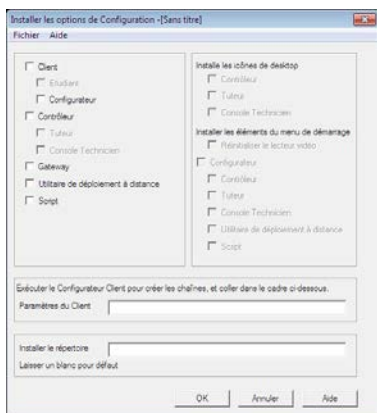 Installer les options de Configuration -[Sans titre]
Fichier Aide
Client
Etudiant
Configurateur
Contrôleur
Tuteur
Console Technicien
Gateway
Utilitaire de déploiement à distance
Script
Installe les icônes de desktop
Contrôleur
Tuteur
Console Technicien
Installer les éléments du menu de démarrage
Réinitialiser le lecteur vidéo
Configurateur
Contrôleur
Tuteur
Console Technicien
Utilitaire de déploiement à distance
Script
Exécuter le Configurateur Client pour créer les chaînes, et coller dans le cadre ci-dessous.
Paramètres du Client
Installer le répertoire
Laisser un blanc pour défaut
OK Annuler Aide